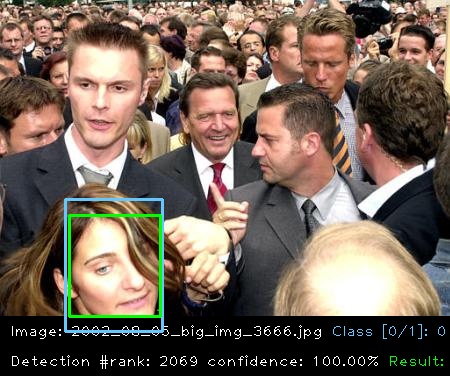 Image: 2002_08_05_big_img_3666.jpg Class [0/1]: 0
Detection #rank: 2069 confidence: 100.00% Result: